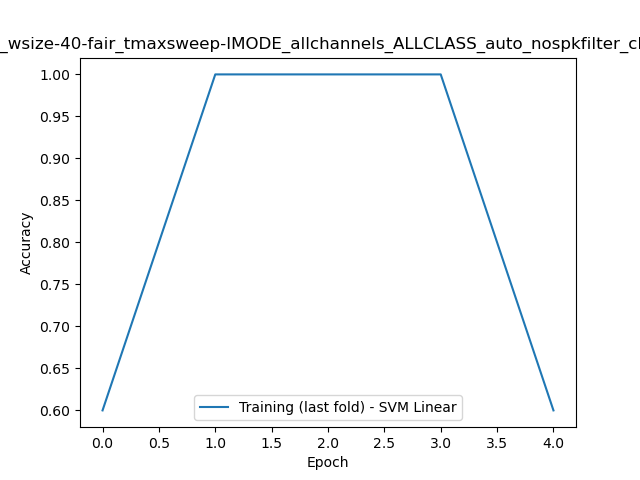 _wsize-40-fair_tmaxsweep-IMODE_allchannels_ALLCLASS_auto_nospkfilter_cl
1.00
0.95
0.90
0.85
0.80
0.75
0.70
0.65
0.60
Accuracy
Training (last fold) - SVM Linear
0.0 0.5 1.0 1.5 2.0 2.5 3.0 3.5 4.0
Epoch